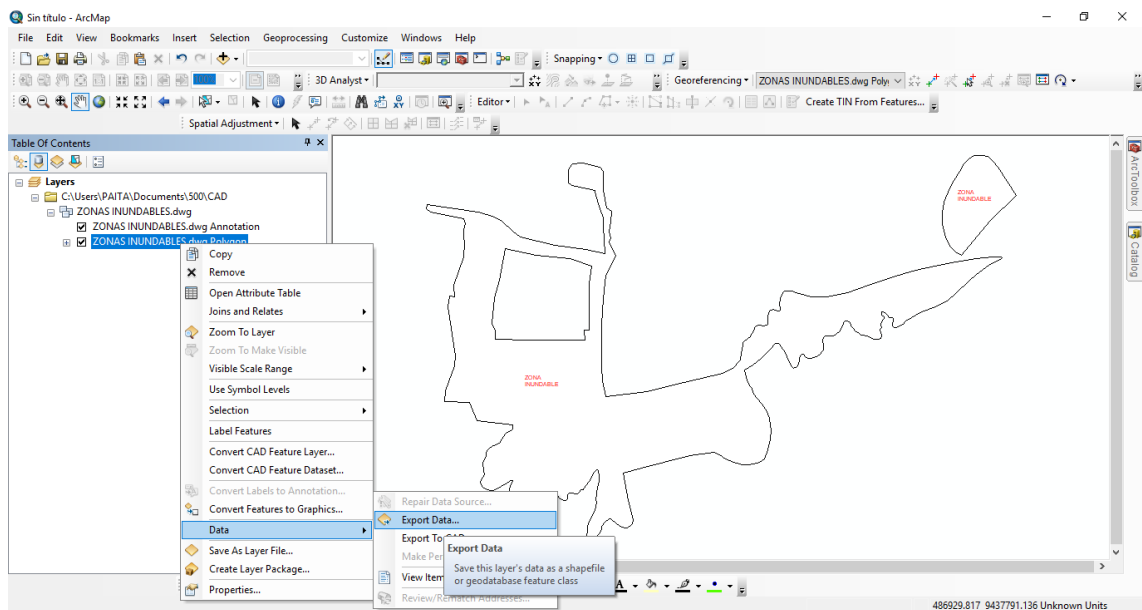 Sin título - ArcMap
File Edit View Bookmarks Insert Selection Geoprocessing Customize Windows Help
Snapping
3D Analyst Georeferencing ZONAS INUNDABLES.dwg Poly
Editor Create TIN From Features...
Spatial Adjustment
Table Of Contents
Layers
C:\Users\PAITA\Documents\500\CAD
ZONAS INUNDABLES.dwg
ZONAS INUNDABLES.dwg Annotation
ZONAS INUNDABLES.dwg Polygon
Copy
Remove
Open Attribute Table
Joins and Relates
Zoom To Layer
Zoom To Make Visible
Visible Scale Range
Use Symbol Levels
Selection
Label Features
Convert CAD Feature Layer...
Convert CAD Feature Dataset...
Convert Labels to Annotation...
Convert Features to Graphics...
Data
Save As Layer File...
Create Layer Package...
Properties...
Repair Data Source...
Export Data...
Export To CAD
Make Per
View Item
Review/Rematch Addresses...
Export Data
Save this layer's data as a shapefile
or geodatabase feature class
ZONA
INUNDABLE
ZONA
INUNDABLE
ArcToolbox
Catalog
A
486929.817 9437791.136 Unknown Units